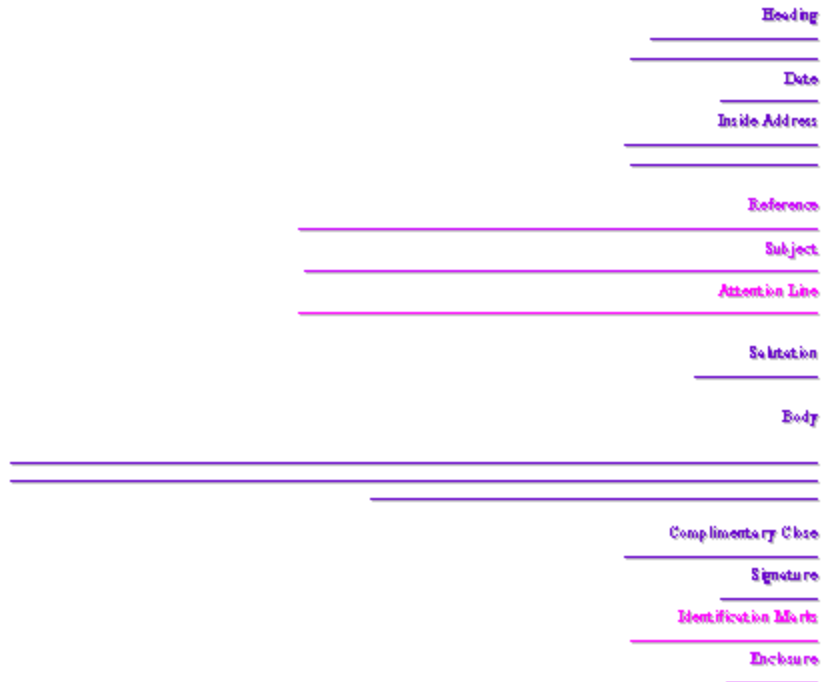 Heading
Date
Inside Address
Reference
Subject
Attention Line
Salutation
Body
Complimentary Close
Signature
Identification Marks
Enclosure